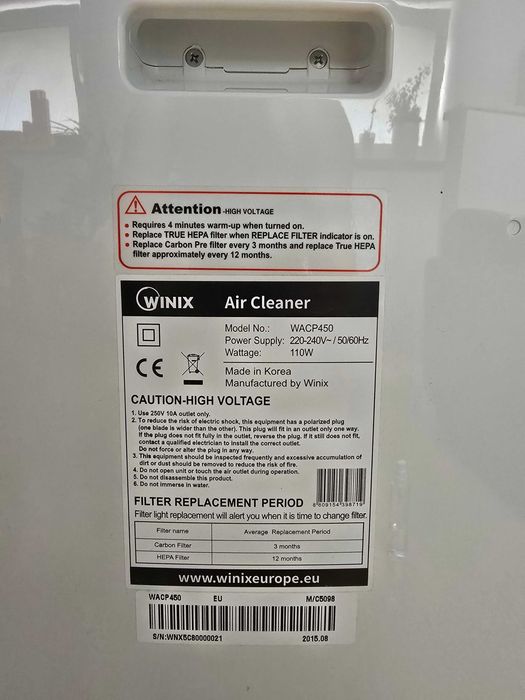 Attention -HIGH VOLTAGE
• Requires 4 minutes warm-up when turned on.
• Replace TRUE HEPA filter when REPLACE FILTER indicator is on.
• Replace Carbon Pre filter every 3 months and replace True HEPA
filter approximately every 12 months.
WINIX Air Cleaner
Model No.: WACP450
Power Supply: 220-240V~ / 50/60Hz
Wattage: 110W
CE
Made in Korea
Manufactured by Winix
CAUTION-HIGH VOLTAGE
1. Use 250V 10A outlet only.
2. To reduce the risk of electric shock, this equipment has a polarized plug
(one blade is wider than the other). This plug will fit in an outlet only one way.
If the plug does not fit fully in the outlet, reverse the plug. If it still does not fit,
contact a qualified electrician to install the correct outlet.
Do not force or alter the plug in any way.
3. This equipment should be inspected frequently and excessive accumulation of
dirt or dust should be removed to reduce the risk of fire.
4. Do not open unit or touch the air outlet during operation.
5. Do not disassemble this product.
6. Do not immerse in water.
8 809154 398719
FILTER REPLACEMENT PERIOD
Filter light replacement will alert you when it is time to change filter.
Filter name Average Replacement Period
Carbon Filter 3 months
HEPA Filter 12 months
www.winixeurope.eu
WACP450 EU M/C5098
S/N:WNX5C80000021 2015.08